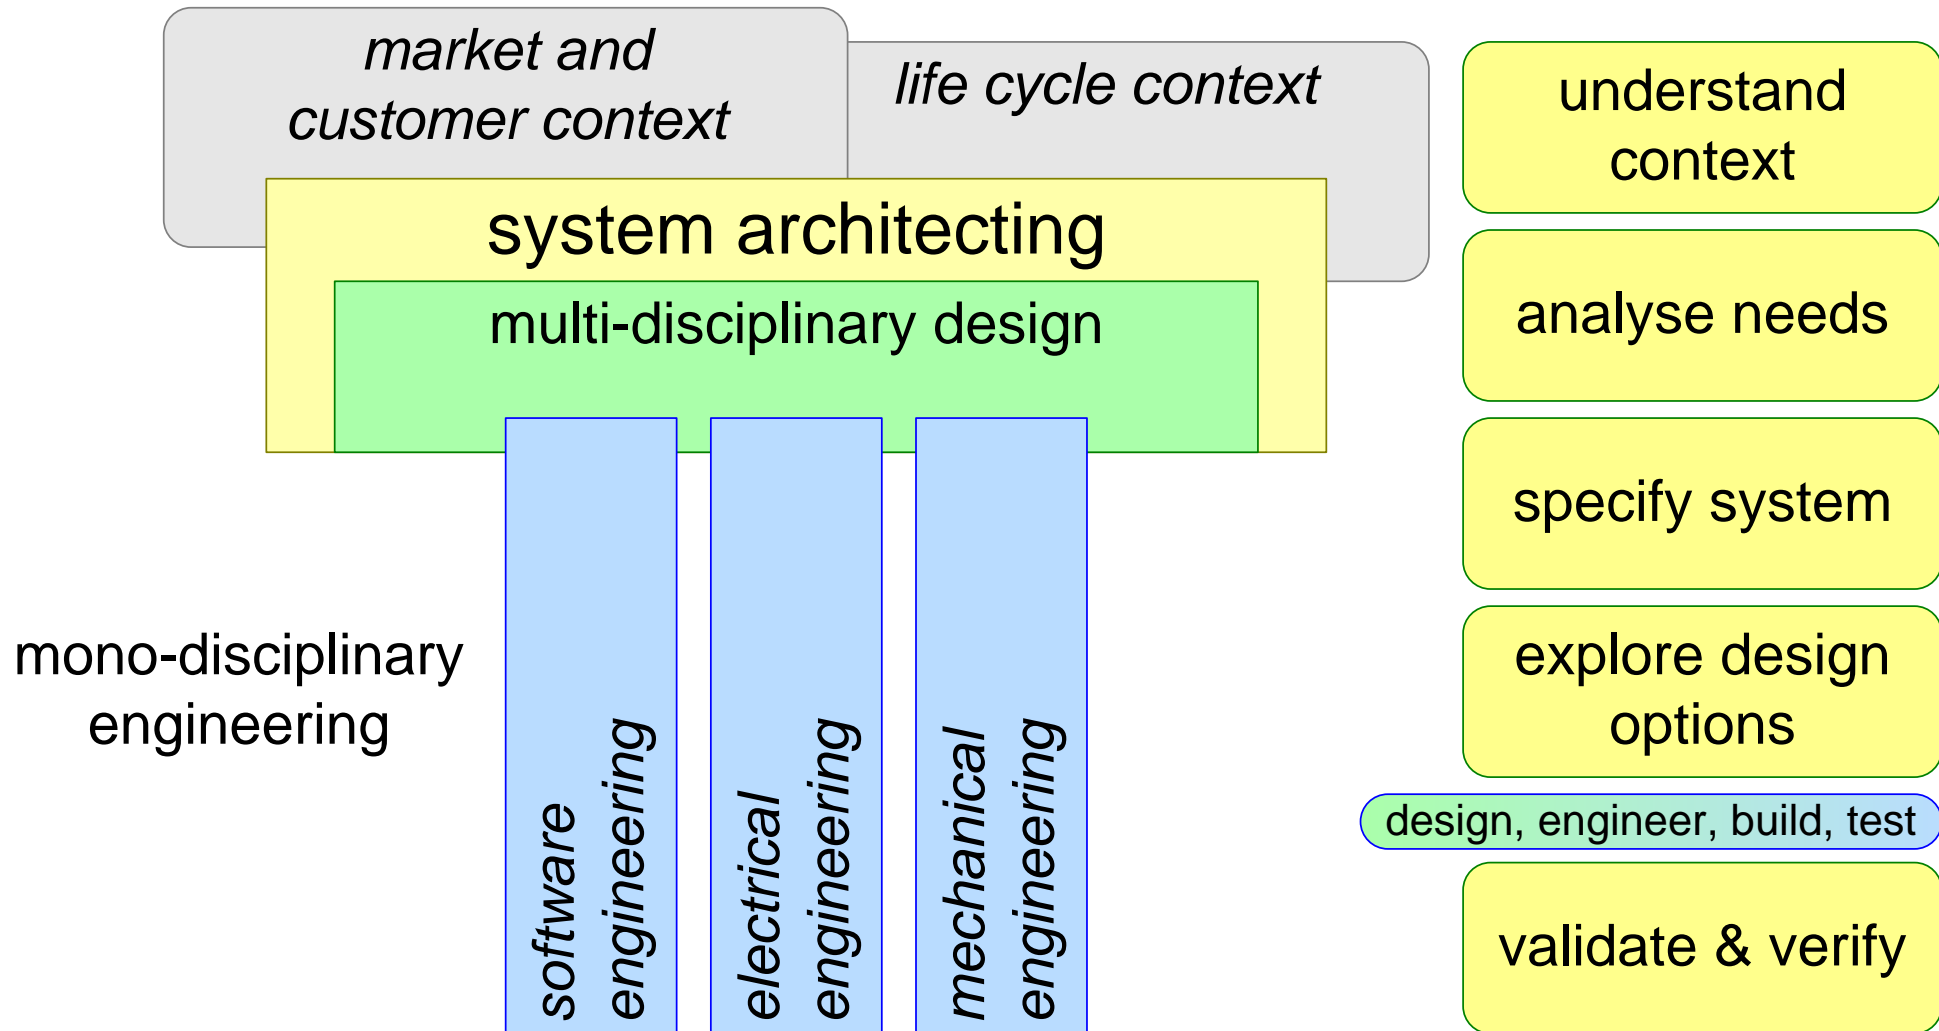 market and
customer context
life cycle context
system architecting
multi-disciplinary design
mono-disciplinary
engineering
software
engineering
electrical
engineering
mechanical
engineering
understand
context
analyse needs
specify system
explore design
options
design, engineer, build, test
validate & verify